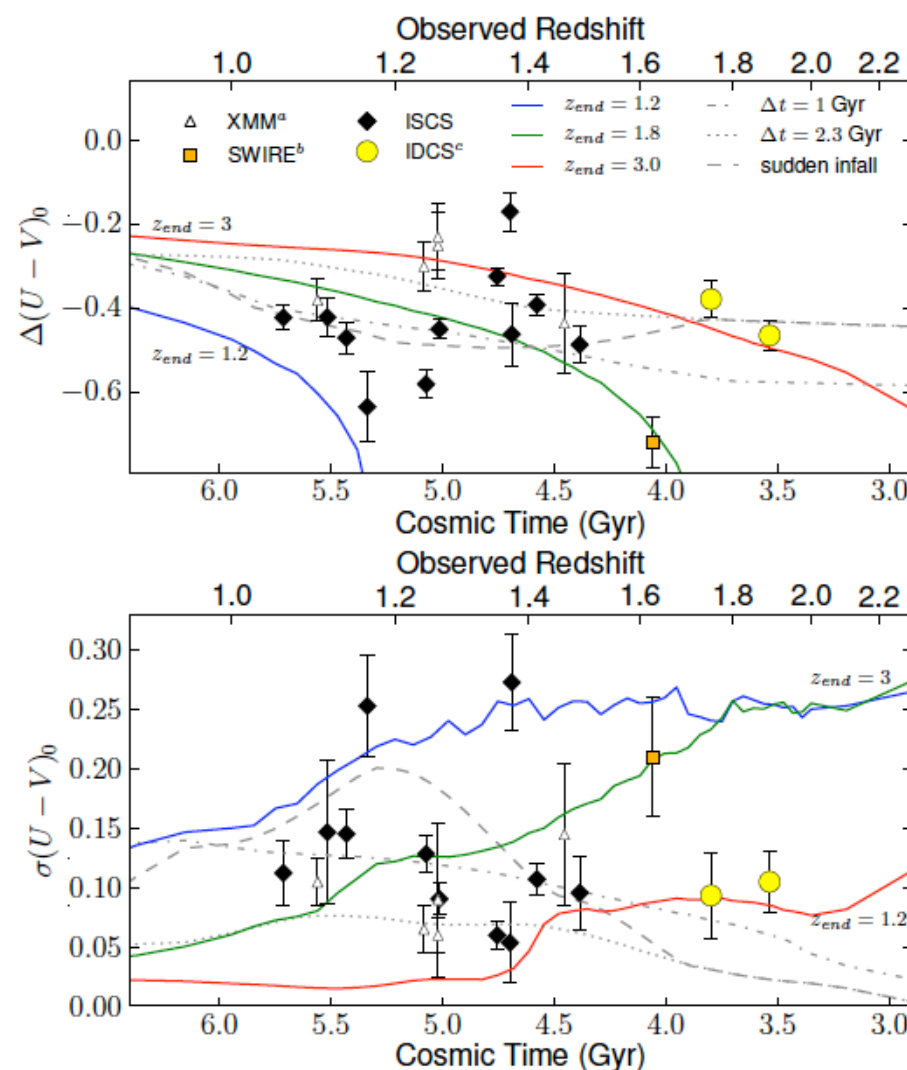 Observed Redshift
1.0 1.2 1.4 1.6 1.8 2.0 2.2
XMMᵃ ISCS z_end = 1.2 Δt = 1 Gyr
SWIREᵇ IDCSᶜ z_end = 1.8 Δt = 2.3 Gyr
z_end = 3.0 sudden infall
0.0
−0.2
−0.4
−0.6
Δ(U − V)₀
z_end = 3
z_end = 1.2
6.0 5.5 5.0 4.5 4.0 3.5 3.0
Cosmic Time (Gyr)
Observed Redshift
1.0 1.2 1.4 1.6 1.8 2.0 2.2
0.30
0.25
0.20
0.15
0.10
0.05
0.00
σ(U − V)₀
z_end = 3
z_end = 1.2
6.0 5.5 5.0 4.5 4.0 3.5 3.0
Cosmic Time (Gyr)